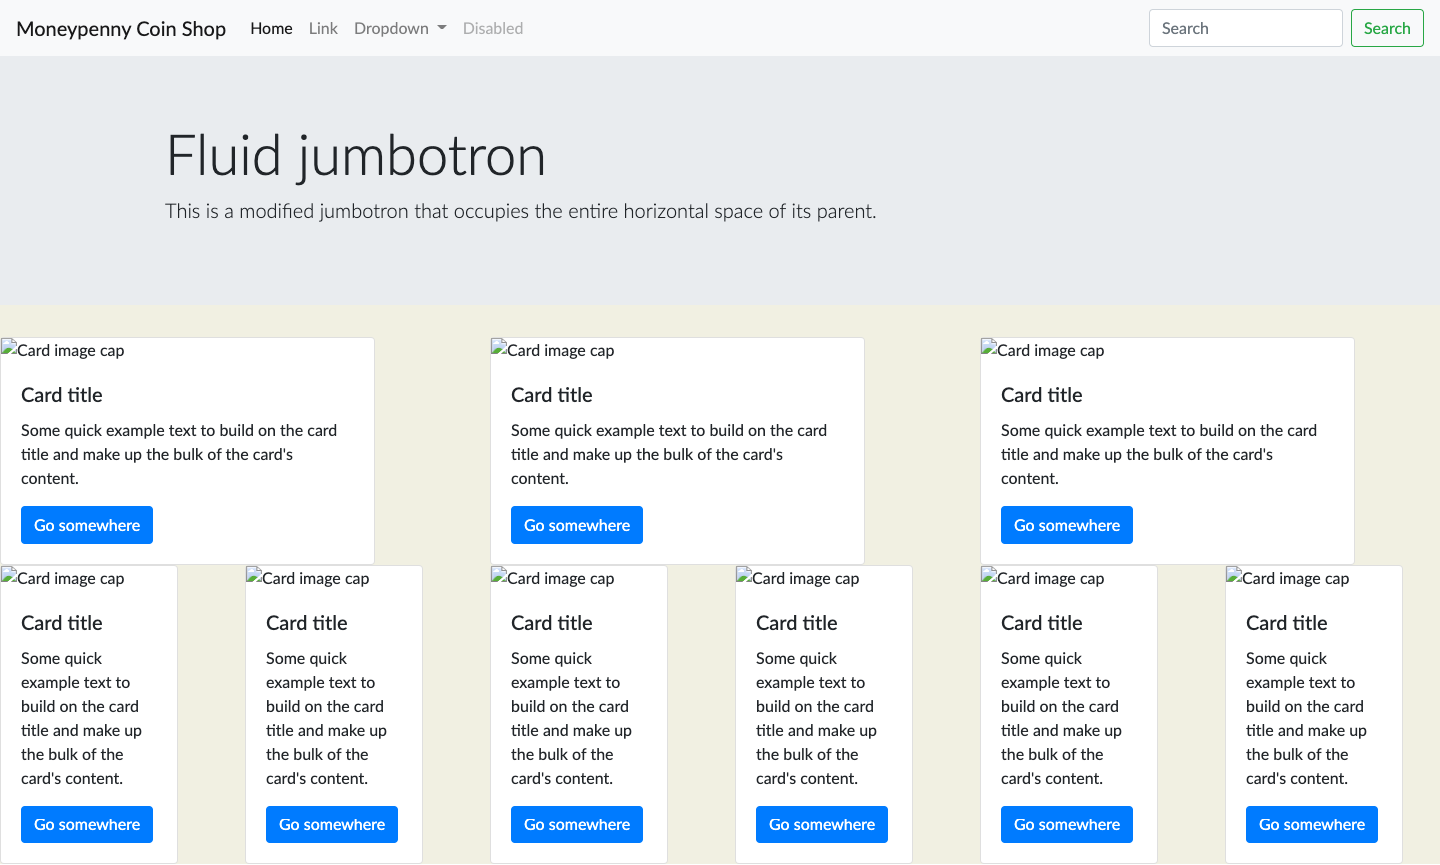 Moneypenny Coin Shop Home Link Dropdown Disabled Search Search
Fluid jumbotron
This is a modified jumbotron that occupies the entire horizontal space of its parent.
Card image cap
Card title
Some quick example text to build on the card
title and make up the bulk of the card's
content.
Go somewhere
Card image cap
Card title
Some quick example text to build on the card
title and make up the bulk of the card's
content.
Go somewhere
Card image cap
Card title
Some quick example text to build on the card
title and make up the bulk of the card's
content.
Go somewhere
Card image cap
Card title
Some quick
example text to
build on the card
title and make up
the bulk of the
card's content.
Go somewhere
Card image cap
Card title
Some quick
example text to
build on the card
title and make up
the bulk of the
card's content.
Go somewhere
Card image cap
Card title
Some quick
example text to
build on the card
title and make up
the bulk of the
card's content.
Go somewhere
Card image cap
Card title
Some quick
example text to
build on the card
title and make up
the bulk of the
card's content.
Go somewhere
Card image cap
Card title
Some quick
example text to
build on the card
title and make up
the bulk of the
card's content.
Go somewhere
Card image cap
Card title
Some quick
example text to
build on the card
title and make up
the bulk of the
card's content.
Go somewhere